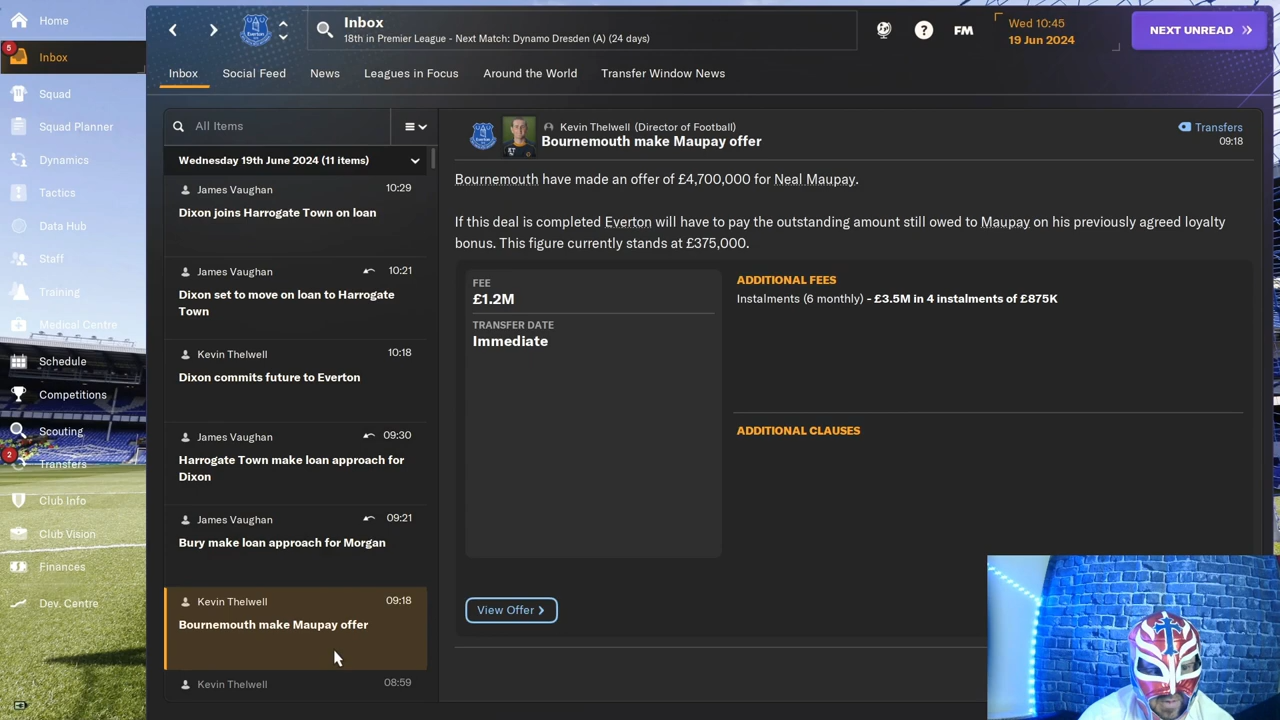 Home
5
Inbox
Squad
Squad Planner
Dynamics
Tactics
Data Hub
Staff
Training
Medical Centre
Schedule
Competitions
Scouting
2
Transfers
Club Info
Club Vision
Finances
Dev. Centre
Everton
Inbox
18th in Premier League - Next Match: Dynamo Dresden (A) (24 days)
?
FM
Wed 10:45
19 Jun 2024
NEXT UNREAD
Inbox
Social Feed
News
Leagues in Focus
Around the World
Transfer Window News
All Items
Wednesday 19th June 2024 (11 items)
James Vaughan 10:29
Dixon joins Harrogate Town on loan
James Vaughan 10:21
Dixon set to move on loan to Harrogate
Town
Kevin Thelwell 10:18
Dixon commits future to Everton
James Vaughan 09:30
Harrogate Town make loan approach for
Dixon
James Vaughan 09:21
Bury make loan approach for Morgan
Kevin Thelwell 09:18
Bournemouth make Maupay offer
Kevin Thelwell 08:59
Kevin Thelwell (Director of Football)
Bournemouth make Maupay offer
Transfers
09:18
Bournemouth have made an offer of £4,700,000 for Neal Maupay.
If this deal is completed Everton will have to pay the outstanding amount still owed to Maupay on his previously agreed loyalty
bonus. This figure currently stands at £375,000.
FEE
£1.2M
TRANSFER DATE
Immediate
ADDITIONAL FEES
Instalments (6 monthly) - £3.5M in 4 instalments of £875K
ADDITIONAL CLAUSES
View Offer